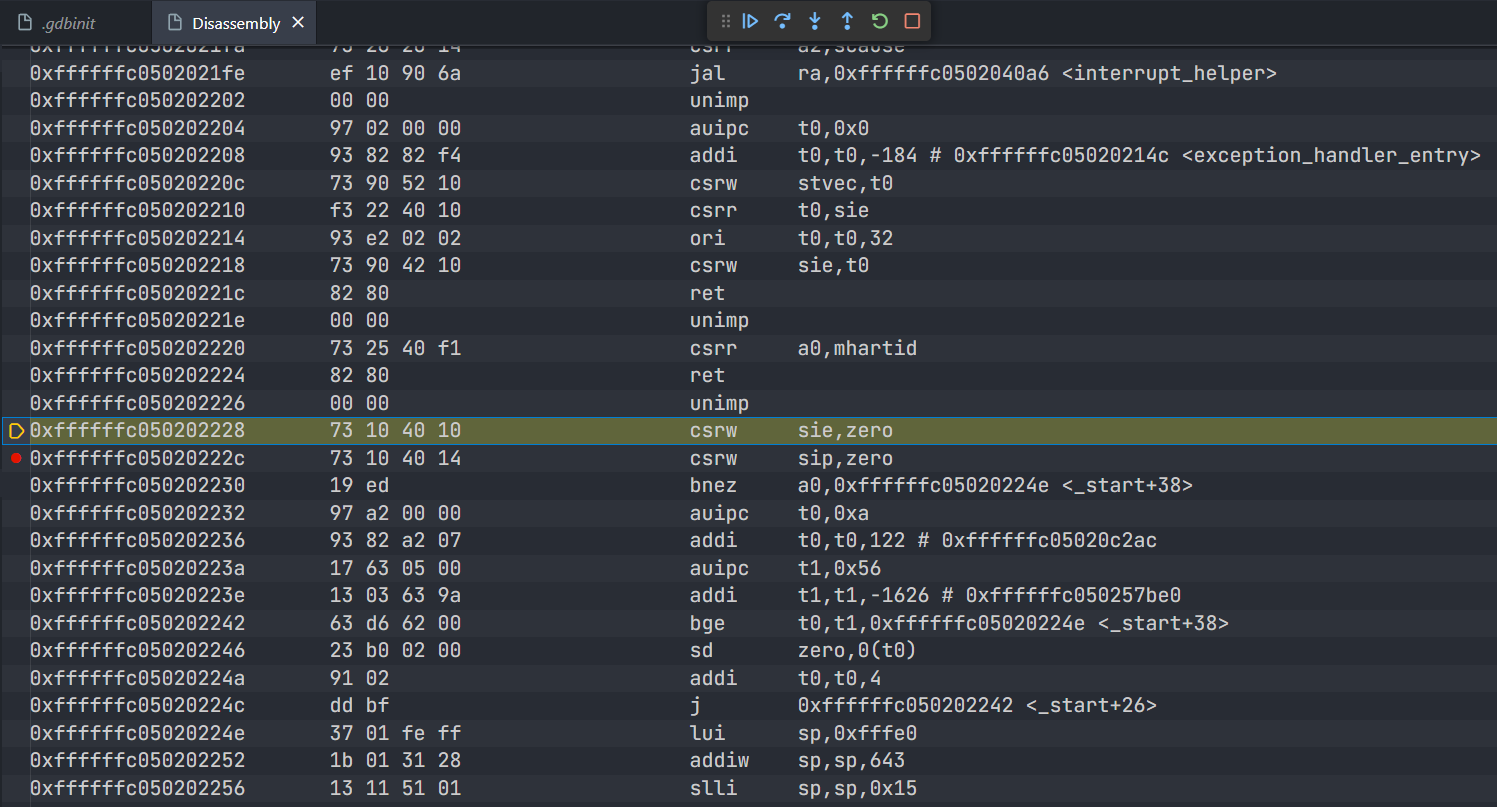 .gdbinit Disassembly
0xffffffc0502021fa 73 26 20 14 csrr a2,scause
0xffffffc0502021fe ef 10 90 6a jal ra,0xffffffc0502040a6 <interrupt_helper>
0xffffffc050202202 00 00 unimp
0xffffffc050202204 97 02 00 00 auipc t0,0x0
0xffffffc050202208 93 82 82 f4 addi t0,t0,-184 # 0xffffffc05020214c <exception_handler_entry>
0xffffffc05020220c 73 90 52 10 csrw stvec,t0
0xffffffc050202210 f3 22 40 10 csrr t0,sie
0xffffffc050202214 93 e2 02 02 ori t0,t0,32
0xffffffc050202218 73 90 42 10 csrw sie,t0
0xffffffc05020221c 82 80 ret
0xffffffc05020221e 00 00 unimp
0xffffffc050202220 73 25 40 f1 csrr a0,mhartid
0xffffffc050202224 82 80 ret
0xffffffc050202226 00 00 unimp
0xffffffc050202228 73 10 40 10 csrw sie,zero
0xffffffc05020222c 73 10 40 14 csrw sip,zero
0xffffffc050202230 19 ed bnez a0,0xffffffc05020224e <_start+38>
0xffffffc050202232 97 a2 00 00 auipc t0,0xa
0xffffffc050202236 93 82 a2 07 addi t0,t0,122 # 0xffffffc05020c2ac
0xffffffc05020223a 17 63 05 00 auipc t1,0x56
0xffffffc05020223e 13 03 63 9a addi t1,t1,-1626 # 0xffffffc050257be0
0xffffffc050202242 63 d6 62 00 bge t0,t1,0xffffffc05020224e <_start+38>
0xffffffc050202246 23 b0 02 00 sd zero,0(t0)
0xffffffc05020224a 91 02 addi t0,t0,4
0xffffffc05020224c dd bf j 0xffffffc050202242 <_start+26>
0xffffffc05020224e 37 01 fe ff lui sp,0xfffe0
0xffffffc050202252 1b 01 31 28 addiw sp,sp,643
0xffffffc050202256 13 11 51 01 slli sp,sp,0x15